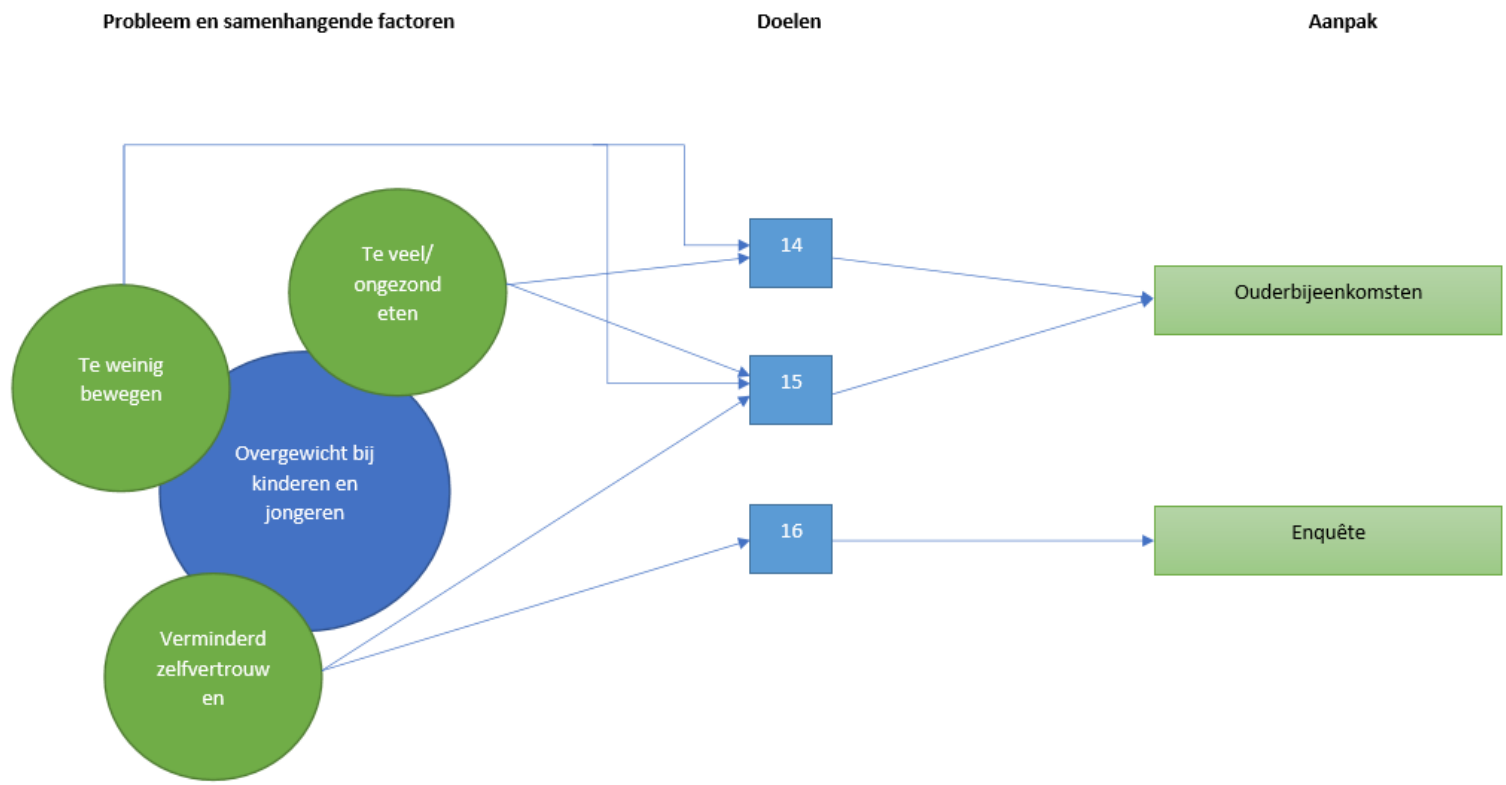 Probleem en samenhangende factoren
Doelen
Aanpak
Te veel/
ongezond
eten
Te weinig
bewegen
Overgewicht bij
kinderen en
jongeren
Verminderd
zelfvertrouw
en
14
15
16
Ouderbijeenkomsten
Enquête